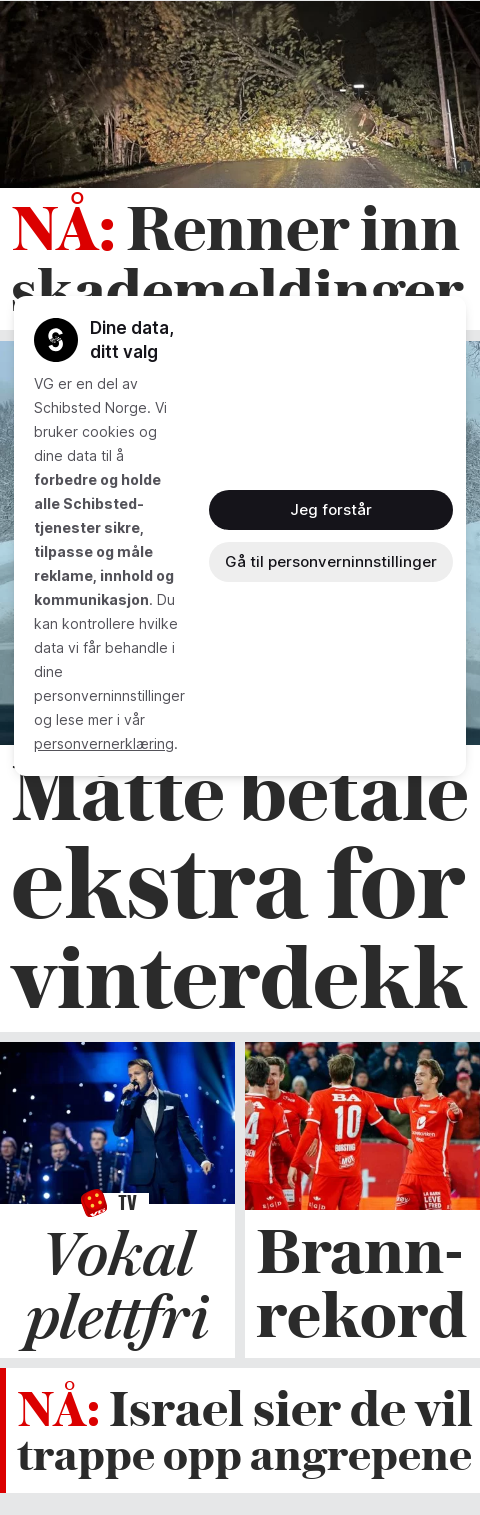 NÅ: Renner inn
skademeldinger
Dine data,
ditt valg
VG er en del av
Schibsted Norge. Vi
bruker cookies og
dine data til å
forbedre og holde
alle Schibsted-
tjenester sikre,
tilpasse og måle
reklame, innhold og
kommunikasjon. Du
kan kontrollere hvilke
data vi får behandle i
dine
personverninnstillinger
og lese mer i vår
personvernerklæring.
Jeg forstår
Gå til personverninnstillinger
Måtte betale
ekstra for
vinterdekk
TV
Vokal
plettfri
BA
10
BØRSTING
Brann-
rekord
NÅ: Israel sier de vil
trappe opp angrepene